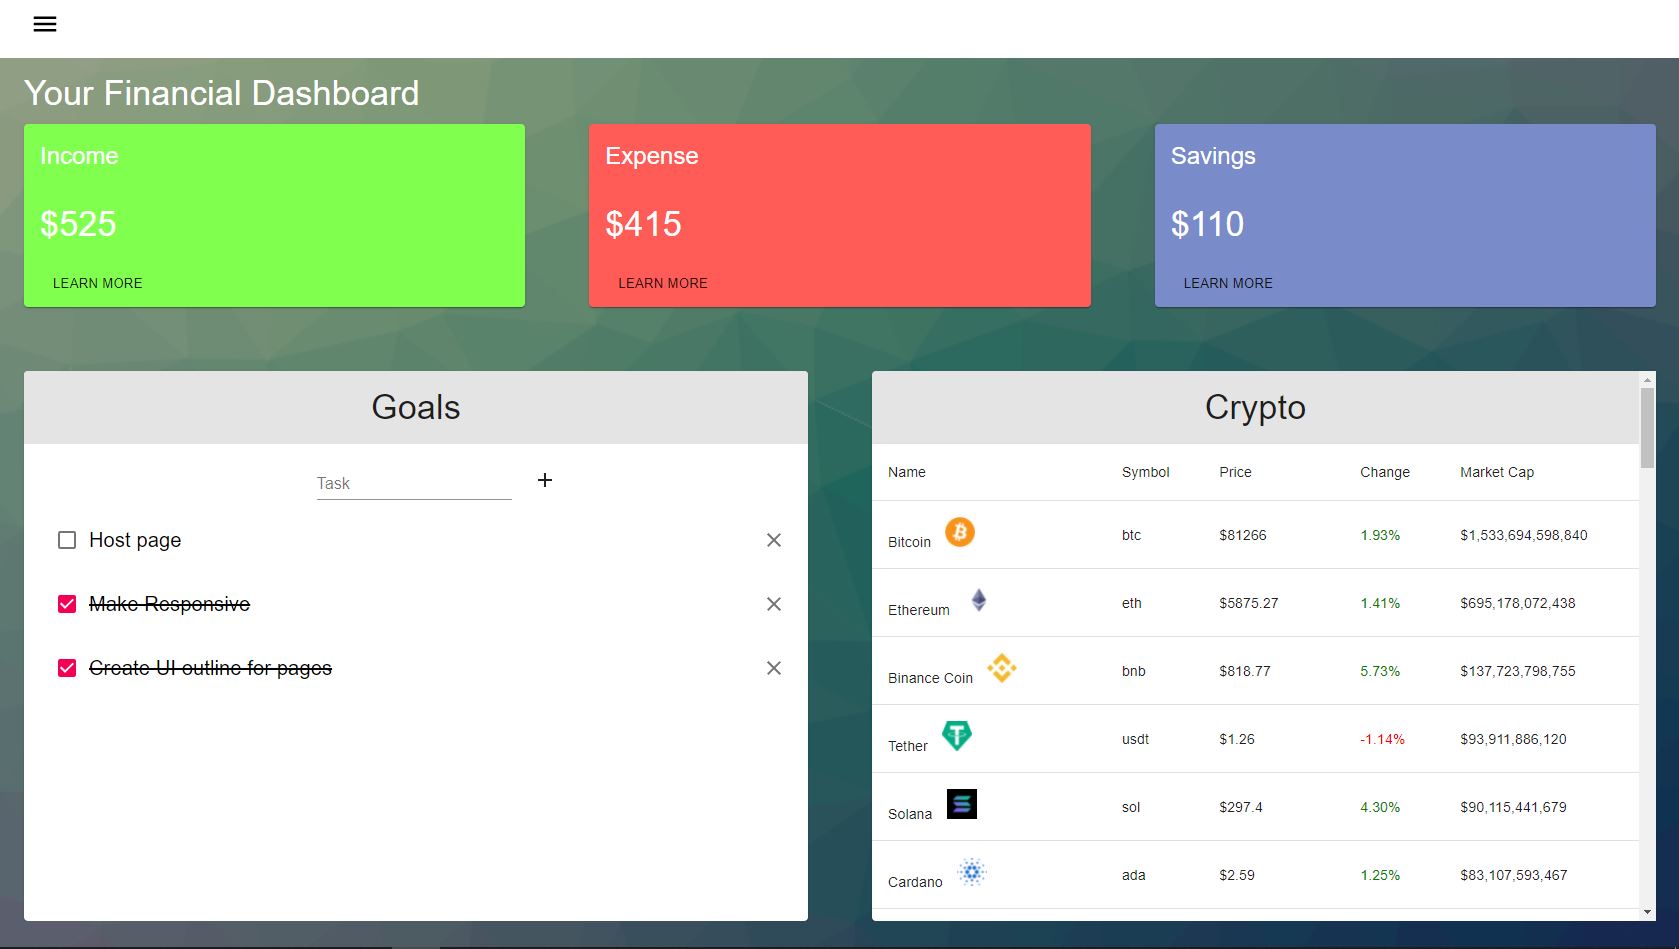 Your Financial Dashboard
Income
$525
LEARN MORE
Expense
$415
LEARN MORE
Savings
$110
LEARN MORE
Goals
Task
Host page
Make Responsive
Create UI outline for pages
Crypto
Name Symbol Price Change Market Cap
Bitcoin btc $81266 1.93% $1,533,694,598,840
Ethereum eth $5875.27 1.41% $695,178,072,438
Binance Coin bnb $818.77 5.73% $137,723,798,755
Tether usdt $1.26 -1.14% $93,911,886,120
Solana sol $297.4 4.30% $90,115,441,679
Cardano ada $2.59 1.25% $83,107,593,467